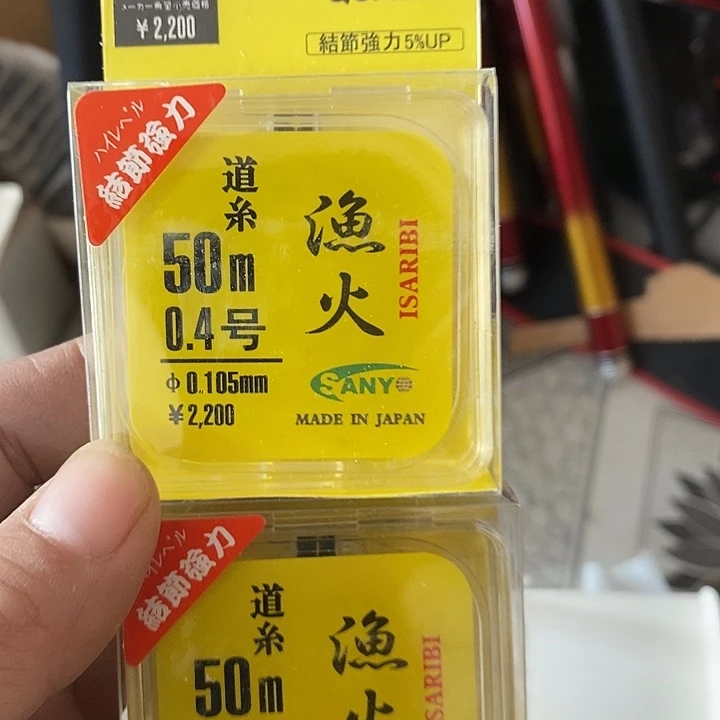 メーカー希望小売価格
¥2,200
結節強力5%UP
ハイレベル
結節強力
道糸
50m
0.4号
φ0.105mm
¥2,200
漁火
ISARIBI
SANYO
MADE IN JAPAN
ハイレベル
結節強力
道糸
50m
漁火
SARIBI